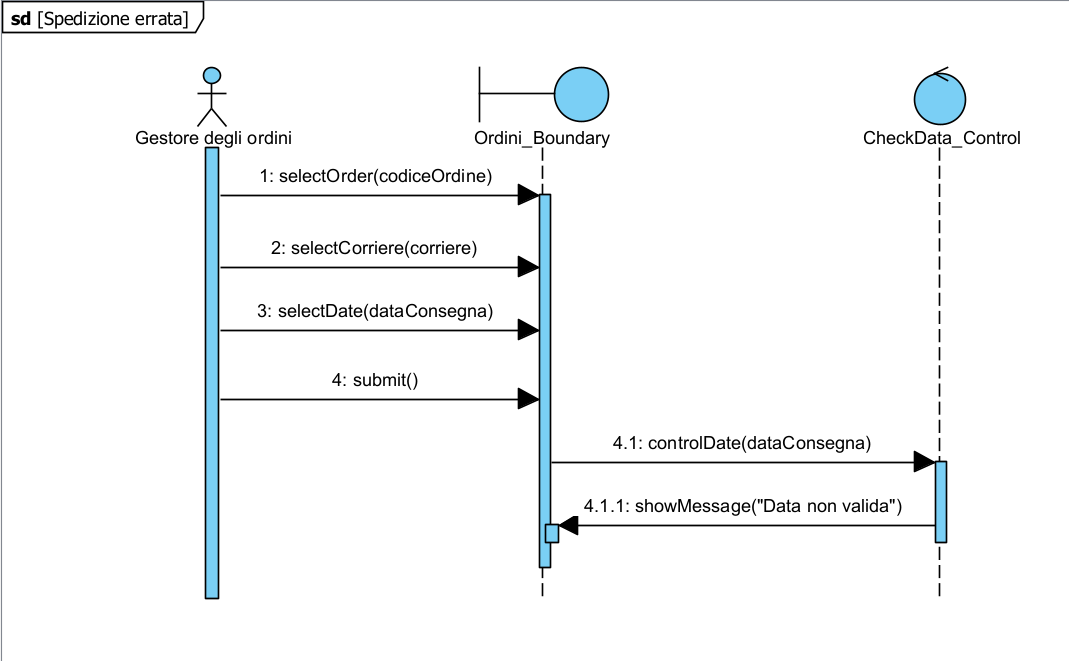 sd [Spedizione errata]
Gestore degli ordini
Ordini_Boundary
CheckData_Control
1: selectOrder(codiceOrdine)
2: selectCorriere(corriere)
3: selectDate(dataConsegna)
4: submit()
4.1: controlDate(dataConsegna)
4.1.1: showMessage("Data non valida")